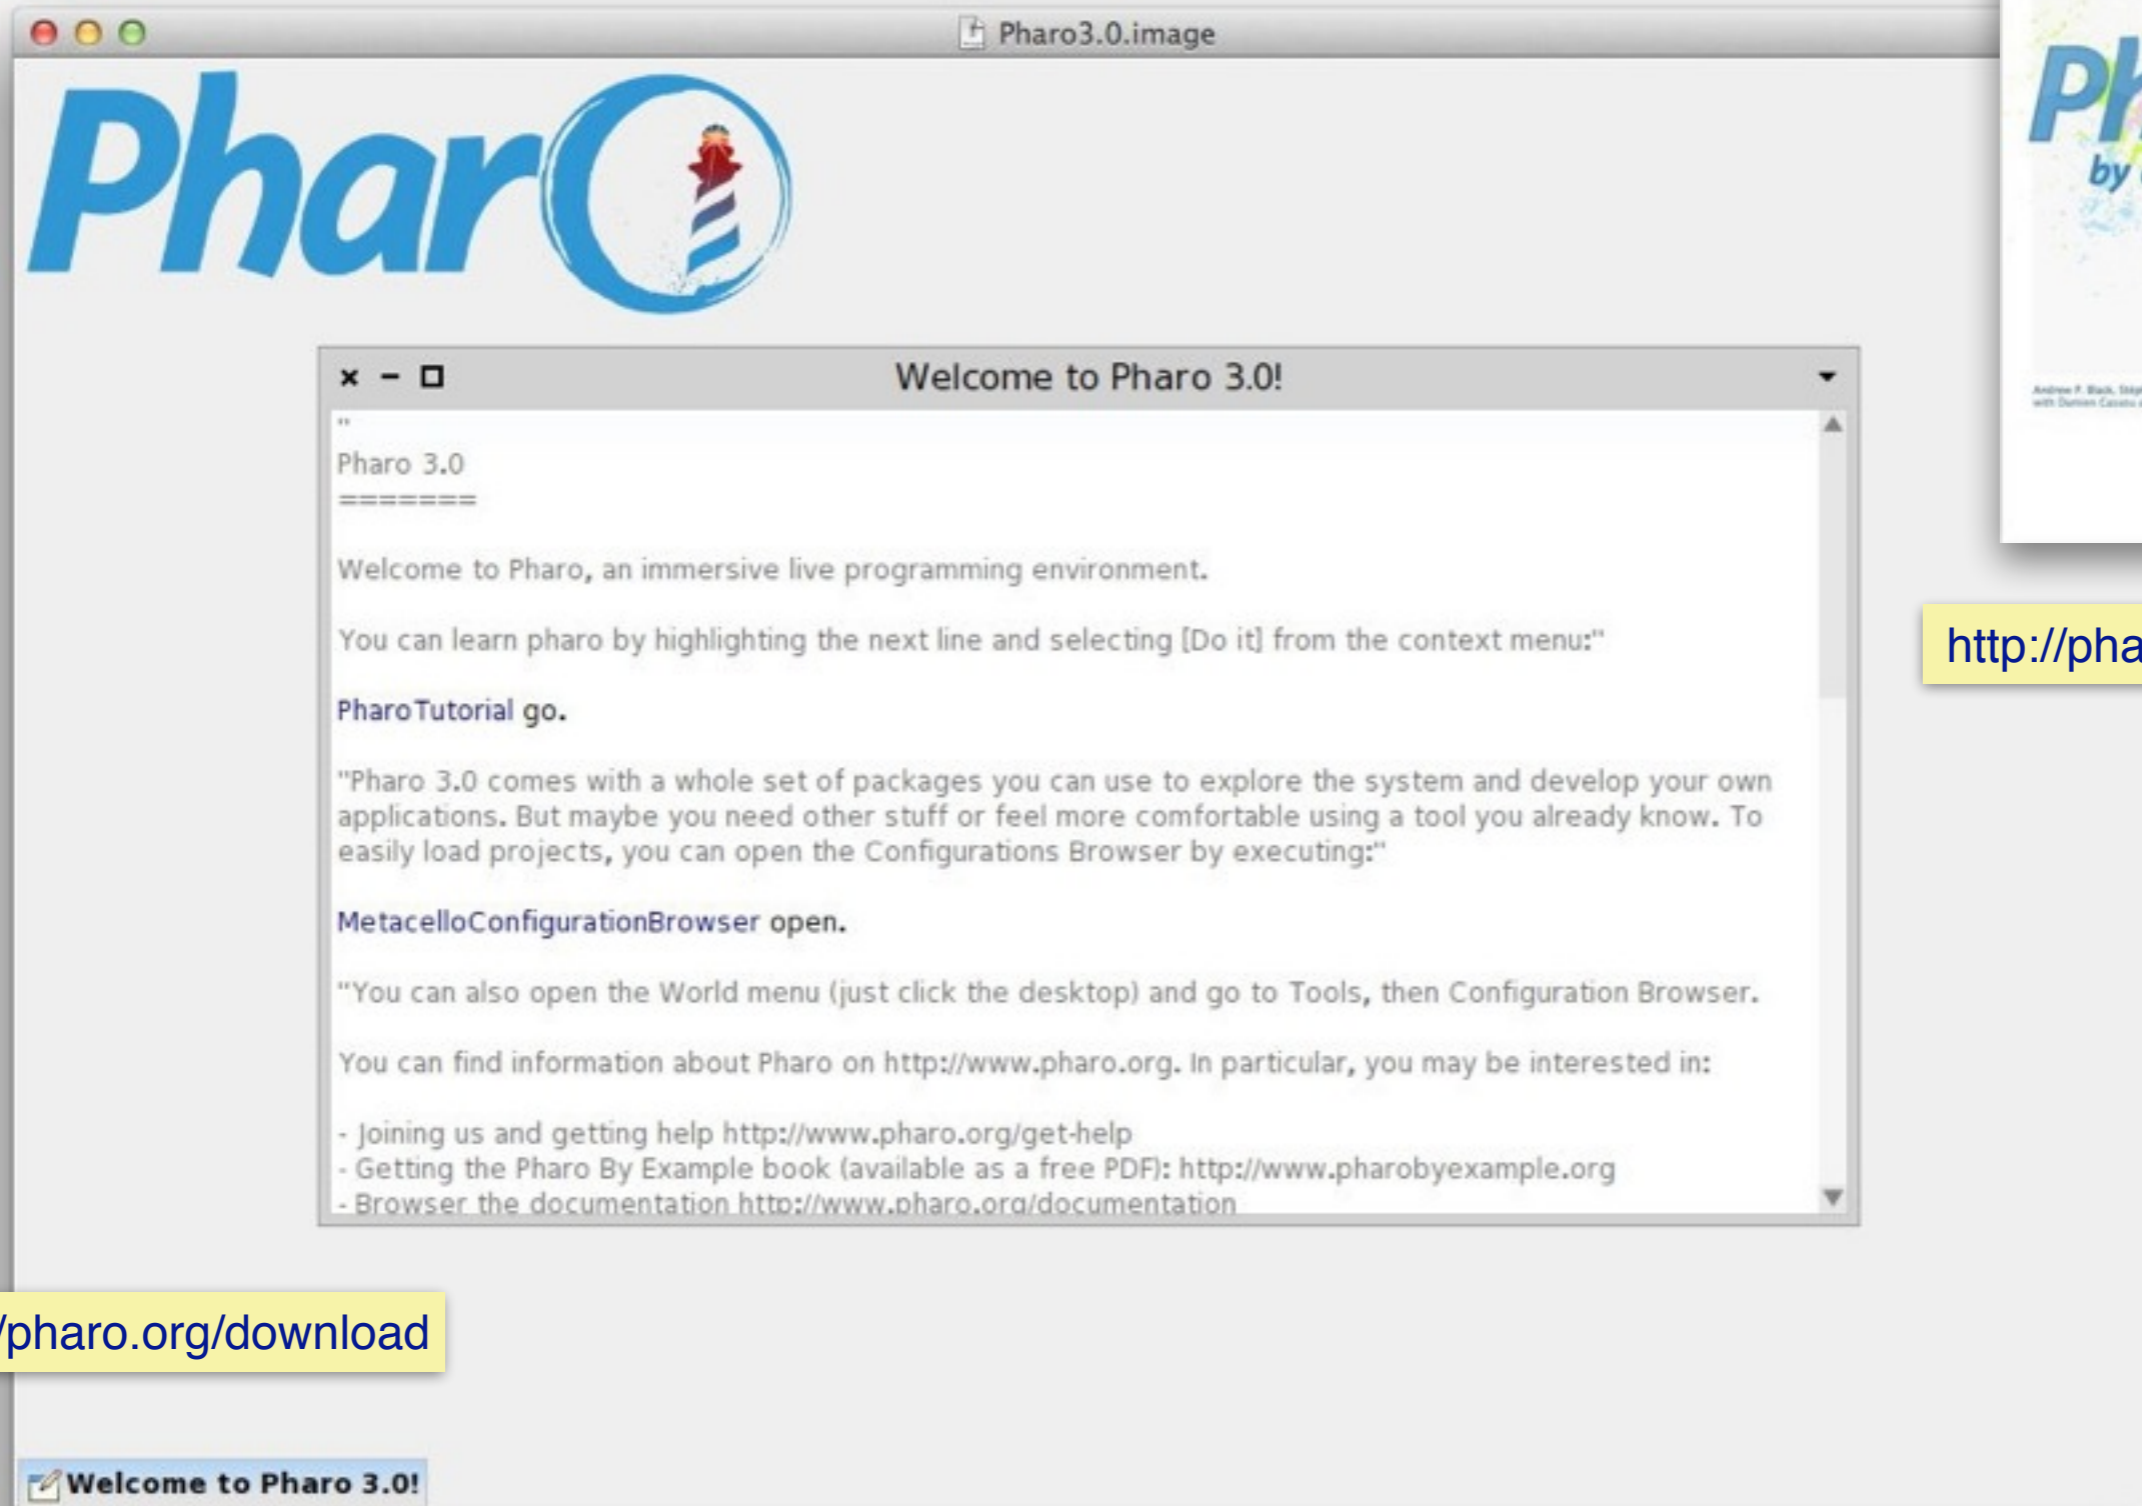 Pharo3.0.image
Pharo
Welcome to Pharo 3.0!
"
Pharo 3.0
=======
Welcome to Pharo, an immersive live programming environment.
You can learn pharo by highlighting the next line and selecting [Do it] from the context menu:"
PharoTutorial go.
"Pharo 3.0 comes with a whole set of packages you can use to explore the system and develop your own
applications. But maybe you need other stuff or feel more comfortable using a tool you already know. To
easily load projects, you can open the Configurations Browser by executing:"
MetacelloConfigurationBrowser open.
"You can also open the World menu (just click the desktop) and go to Tools, then Configuration Browser.
You can find information about Pharo on http://www.pharo.org. In particular, you may be interested in:
- Joining us and getting help http://www.pharo.org/get-help
- Getting the Pharo By Example book (available as a free PDF): http://www.pharobyexample.org
- Browser the documentation http://www.pharo.org/documentation
/pharo.org/download
Welcome to Pharo 3.0!
Ph
by
Andrew P. Black,
with Damien Cassou
http://pha